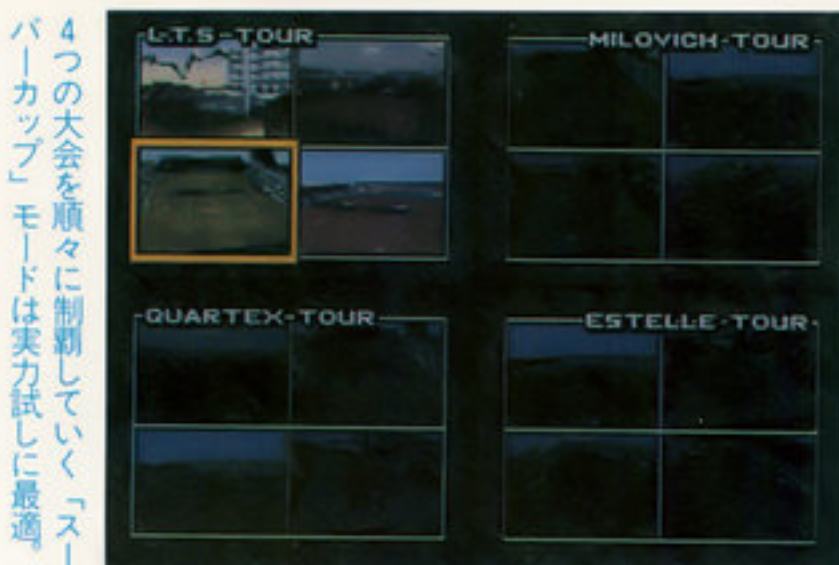 4つの大会を順々に制覇していく「スー
パーカップ」モードは実力試しに最適。
L.T.S-TOUR
MILOVICH-TOUR
QUARTEX-TOUR
ESTELLE-TOUR